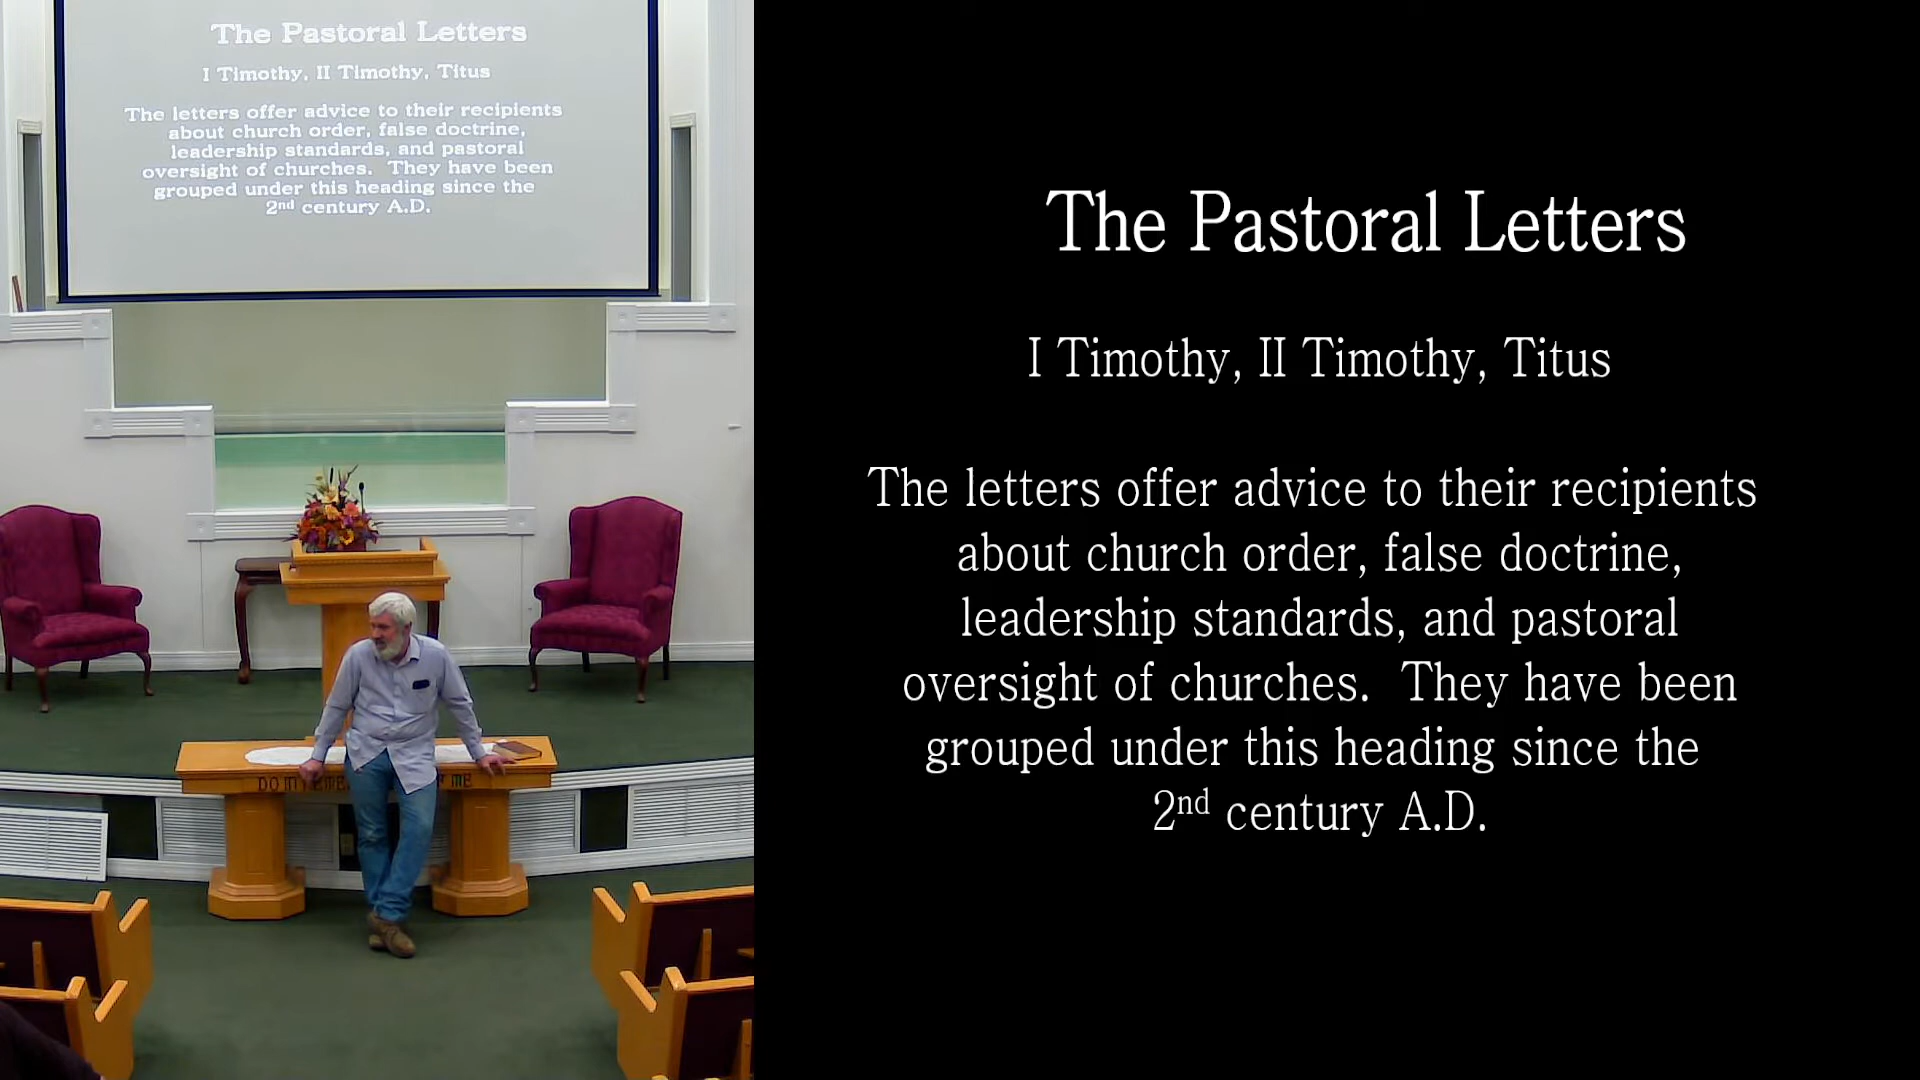 The Pastoral Letters
I Timothy, II Timothy, Titus
The letters offer advice to their recipients
about church order, false doctrine,
leadership standards, and pastoral
oversight of churches.  They have been
grouped under this heading since the
2nd century A.D.
DO
ME
The Pastoral Letters
I Timothy, II Timothy, Titus
The letters offer advice to their recipients
about church order, false doctrine,
leadership standards, and pastoral
oversight of churches.  They have been
grouped under this heading since the
2nd century A.D.